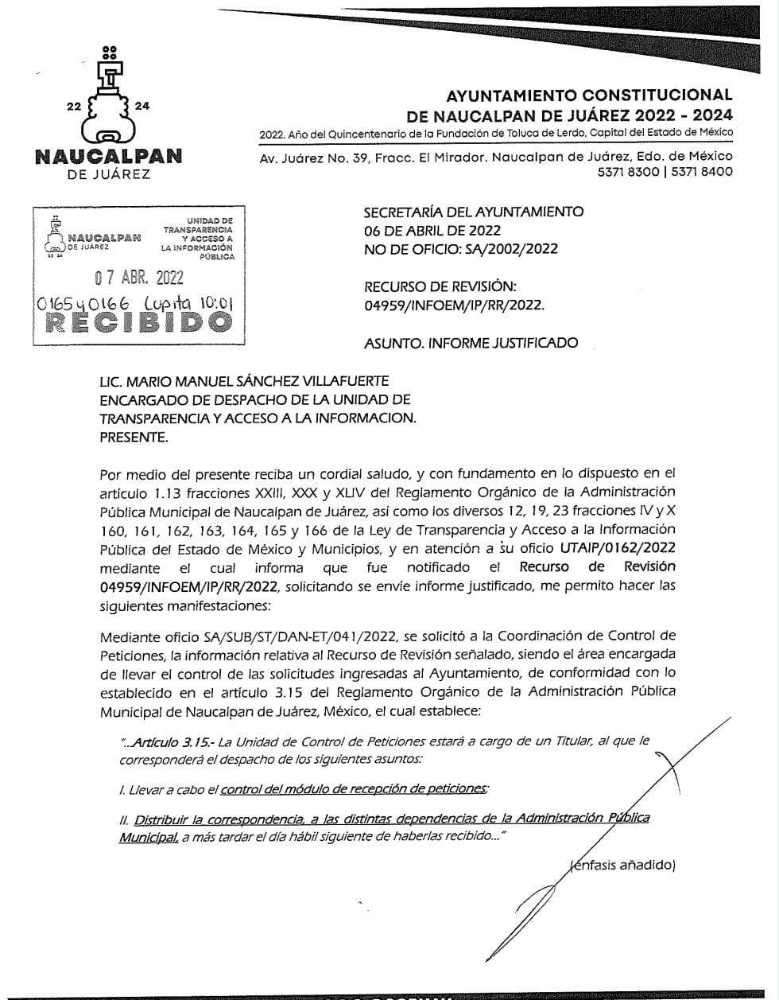 22 24
NAUCALPAN
DE JUÁREZ
AYUNTAMIENTO CONSTITUCIONAL
DE NAUCALPAN DE JUÁREZ 2022 - 2024
2022. Año del Quincentenario de la Fundación de Toluca de Lerdo, Capital del Estado de México
Av. Juárez No. 39, Fracc. El Mirador. Naucalpan de Juárez, Edo. de México
5371 8300 | 5371 8400
NAUCALPAN
DE JUÁREZ
22 24
UNIDAD DE
TRANSPARENCIA
Y ACCESO A
LA INFORMACIÓN
PÚBLICA
07 ABR. 2022
0165 y 0166 Lupita 10:01
RECIBIDO
SECRETARÍA DEL AYUNTAMIENTO
06 DE ABRIL DE 2022
NO DE OFICIO: SA/2002/2022
RECURSO DE REVISIÓN:
04959/INFOEM/IP/RR/2022.
ASUNTO. INFORME JUSTIFICADO
LIC. MARIO MANUEL SÁNCHEZ VILLAFUERTE
ENCARGADO DE DESPACHO DE LA UNIDAD DE
TRANSPARENCIA Y ACCESO A LA INFORMACION.
PRESENTE.
Por medio del presente reciba un cordial saludo, y con fundamento en lo dispuesto en el
artículo 1.13 fracciones XXIII, XXX y XLIV del Reglamento Orgánico de la Administración
Pública Municipal de Naucalpan de Juárez, así como los diversos 12, 19, 23 fracciones IV y X
160, 161, 162, 163, 164, 165 y 166 de la Ley de Transparencia y Acceso a la Información
Pública del Estado de México y Municipios, y en atención a su oficio UTAIP/0162/2022
mediante el cual informa que fue notificado el Recurso de Revisión
04959/INFOEM/IP/RR/2022, solicitando se envíe informe justificado, me permito hacer las
siguientes manifestaciones:
Mediante oficio SA/SUB/ST/DAN-ET/041/2022, se solicitó a la Coordinación de Control de
Peticiones, la información relativa al Recurso de Revisión señalado, siendo el área encargada
de llevar el control de las solicitudes ingresadas al Ayuntamiento, de conformidad con lo
establecido en el artículo 3.15 del Reglamento Orgánico de la Administración Pública
Municipal de Naucalpan de Juárez, México, el cual establece:
"...Artículo 3.15.- La Unidad de Control de Peticiones estará a cargo de un Titular, al que le
corresponderá el despacho de los siguientes asuntos:
I. Llevar a cabo el control del módulo de recepción de peticiones;
II. Distribuir la correspondencia, a las distintas dependencias de la Administración Pública
Municipal, a más tardar el día hábil siguiente de haberlas recibido..."
(énfasis añadido)